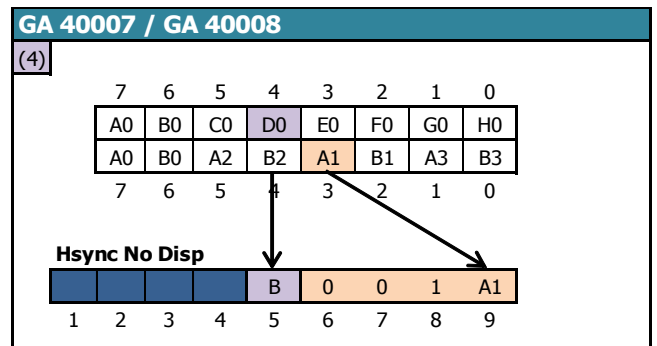 GA 40007 / GA 40008
(4)
7 6 5 4 3 2 1 0
A0 B0 C0 D0 E0 F0 G0 H0
A0 B0 A2 B2 A1 B1 A3 B3
7 6 5 4 3 2 1 0
Hsync No Disp
B 0 0 1 A1
1 2 3 4 5 6 7 8 9